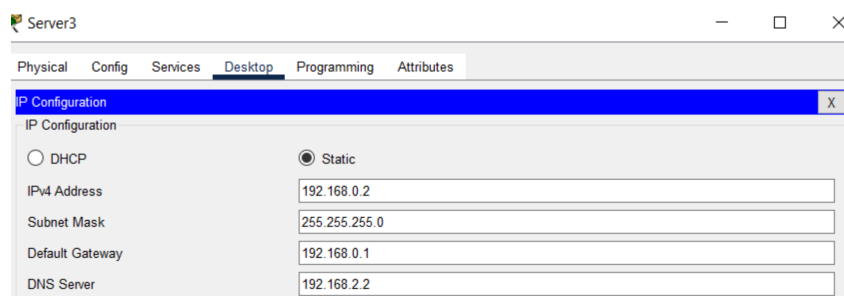 Server3
Physical Config Services Desktop Programming Attributes
IP Configuration X
IP Configuration
DHCP Static
IPv4 Address 192.168.0.2
Subnet Mask 255.255.255.0
Default Gateway 192.168.0.1
DNS Server 192.168.2.2